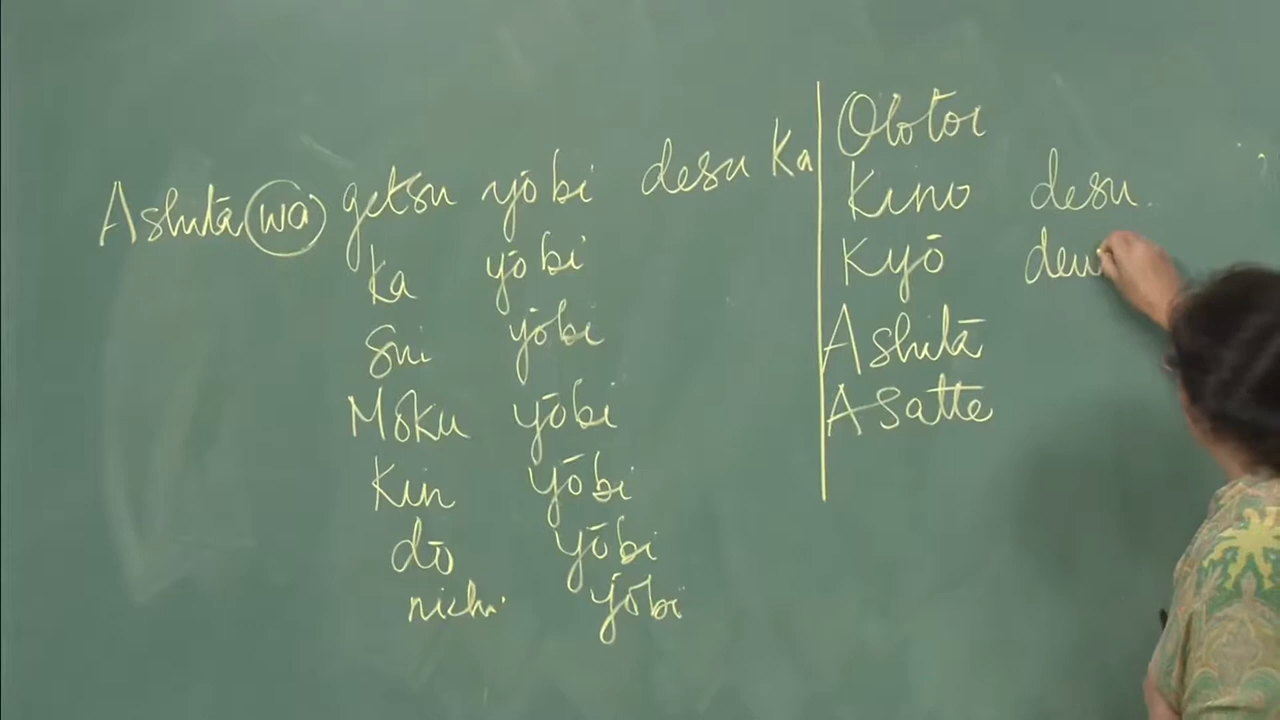 Ashitā wa getsu yōbi desu ka
ka yōbi
Sui yōbi
Moku yōbi
Kin yōbi
dō yōbi
nichi yōbi
Ototoi
Kino desu
Kyō desu
Ashitā
Asatte